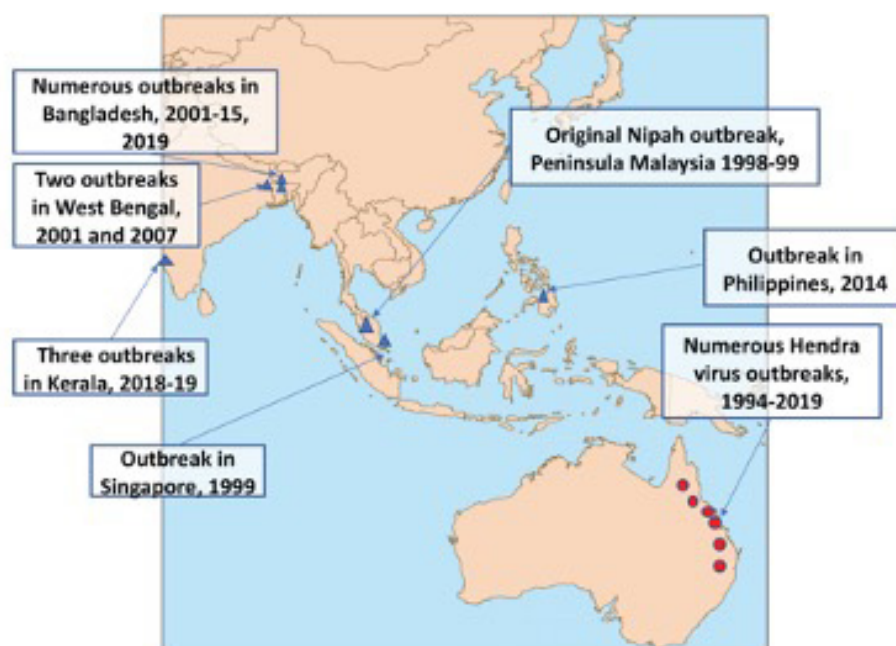 Numerous outbreaks in
Bangladesh, 2001-15,
2019
Original Nipah outbreak,
Peninsula Malaysia 1998-99
Two outbreaks
in West Bengal,
2001 and 2007
Outbreak in
Philippines, 2014
Three outbreaks
in Kerala, 2018-19
Numerous Hendra
virus outbreaks,
1994-2019
Outbreak in
Singapore, 1999